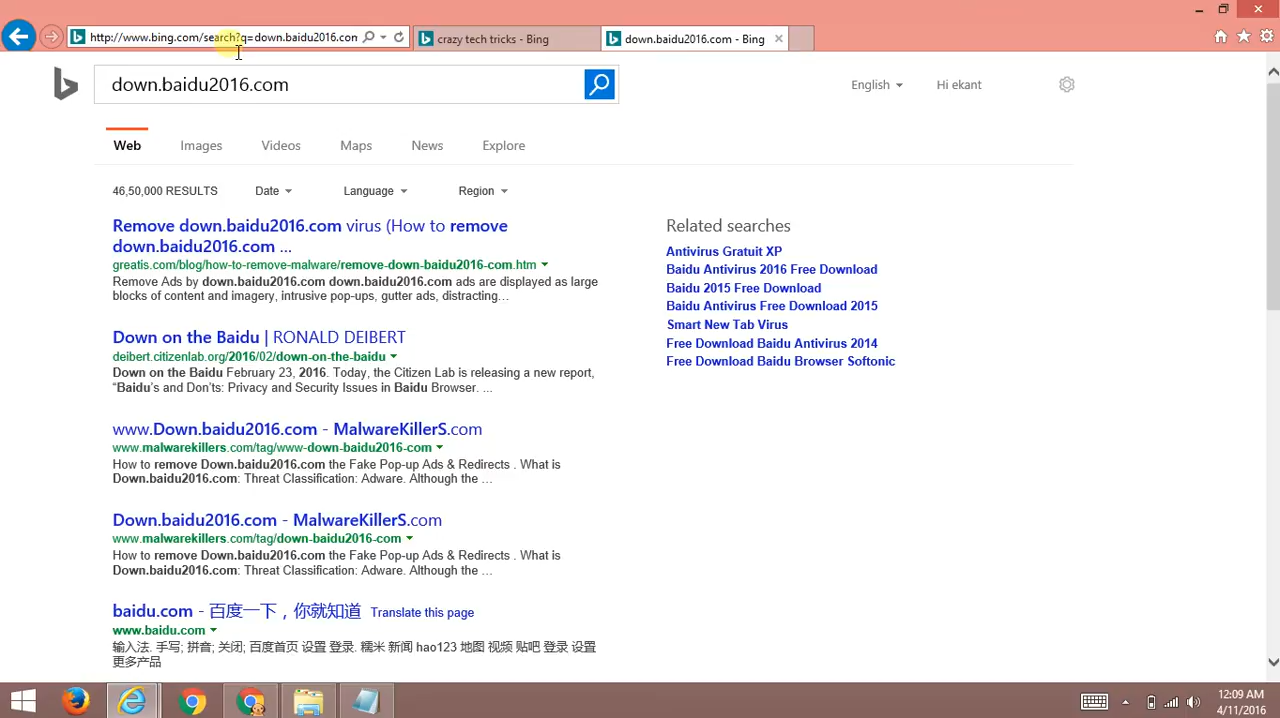 http://www.bing.com/search?q=down.baidu2016.com
crazy tech tricks - Bing
down.baidu2016.com - Bing
down.baidu2016.com
English
Hi ekant
Web
Images
Videos
Maps
News
Explore
46,50,000 RESULTS
Date
Language
Region
Remove down.baidu2016.com virus (How to remove
down.baidu2016.com ...
greatis.com/blog/how-to-remove-malware/remove-down-baidu2016-com.htm
Remove Ads by down.baidu2016.com down.baidu2016.com ads are displayed as large
blocks of content and imagery, intrusive pop-ups, gutter ads, distracting...
Down on the Baidu | RONALD DEIBERT
deibert.citizenlab.org/2016/02/down-on-the-baidu
Down on the Baidu February 23, 2016. Today, the Citizen Lab is releasing a new report,
“Baidu’s and Don’ts: Privacy and Security Issues in Baidu Browser. ...
www.Down.baidu2016.com - MalwareKillerS.com
www.malwarekillers.com/tag/www-down-baidu2016-com
How to remove Down.baidu2016.com the Fake Pop-up Ads & Redirects . What is
Down.baidu2016.com: Threat Classification: Adware. Although the ...
Down.baidu2016.com - MalwareKillerS.com
www.malwarekillers.com/tag/down-baidu2016-com
How to remove Down.baidu2016.com the Fake Pop-up Ads & Redirects . What is
Down.baidu2016.com: Threat Classification: Adware. Although the ...
baidu.com - 百度一下，你就知道 Translate this page
www.baidu.com
输入法. 手写; 拼音; 关闭; 百度首页 设置 登录. 糯米 新闻 hao123 地图 视频 贴吧 登录 设置
更多产品
Related searches
Antivirus Gratuit XP
Baidu Antivirus 2016 Free Download
Baidu 2015 Free Download
Baidu Antivirus Free Download 2015
Smart New Tab Virus
Free Download Baidu Antivirus 2014
Free Download Baidu Browser Softonic
12:09 AM
4/11/2016